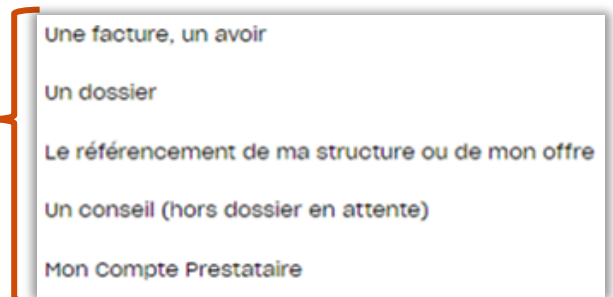 Une facture, un avoir
Un dossier
Le référencement de ma structure ou de mon offre
Un conseil (hors dossier en attente)
Mon Compte Prestataire